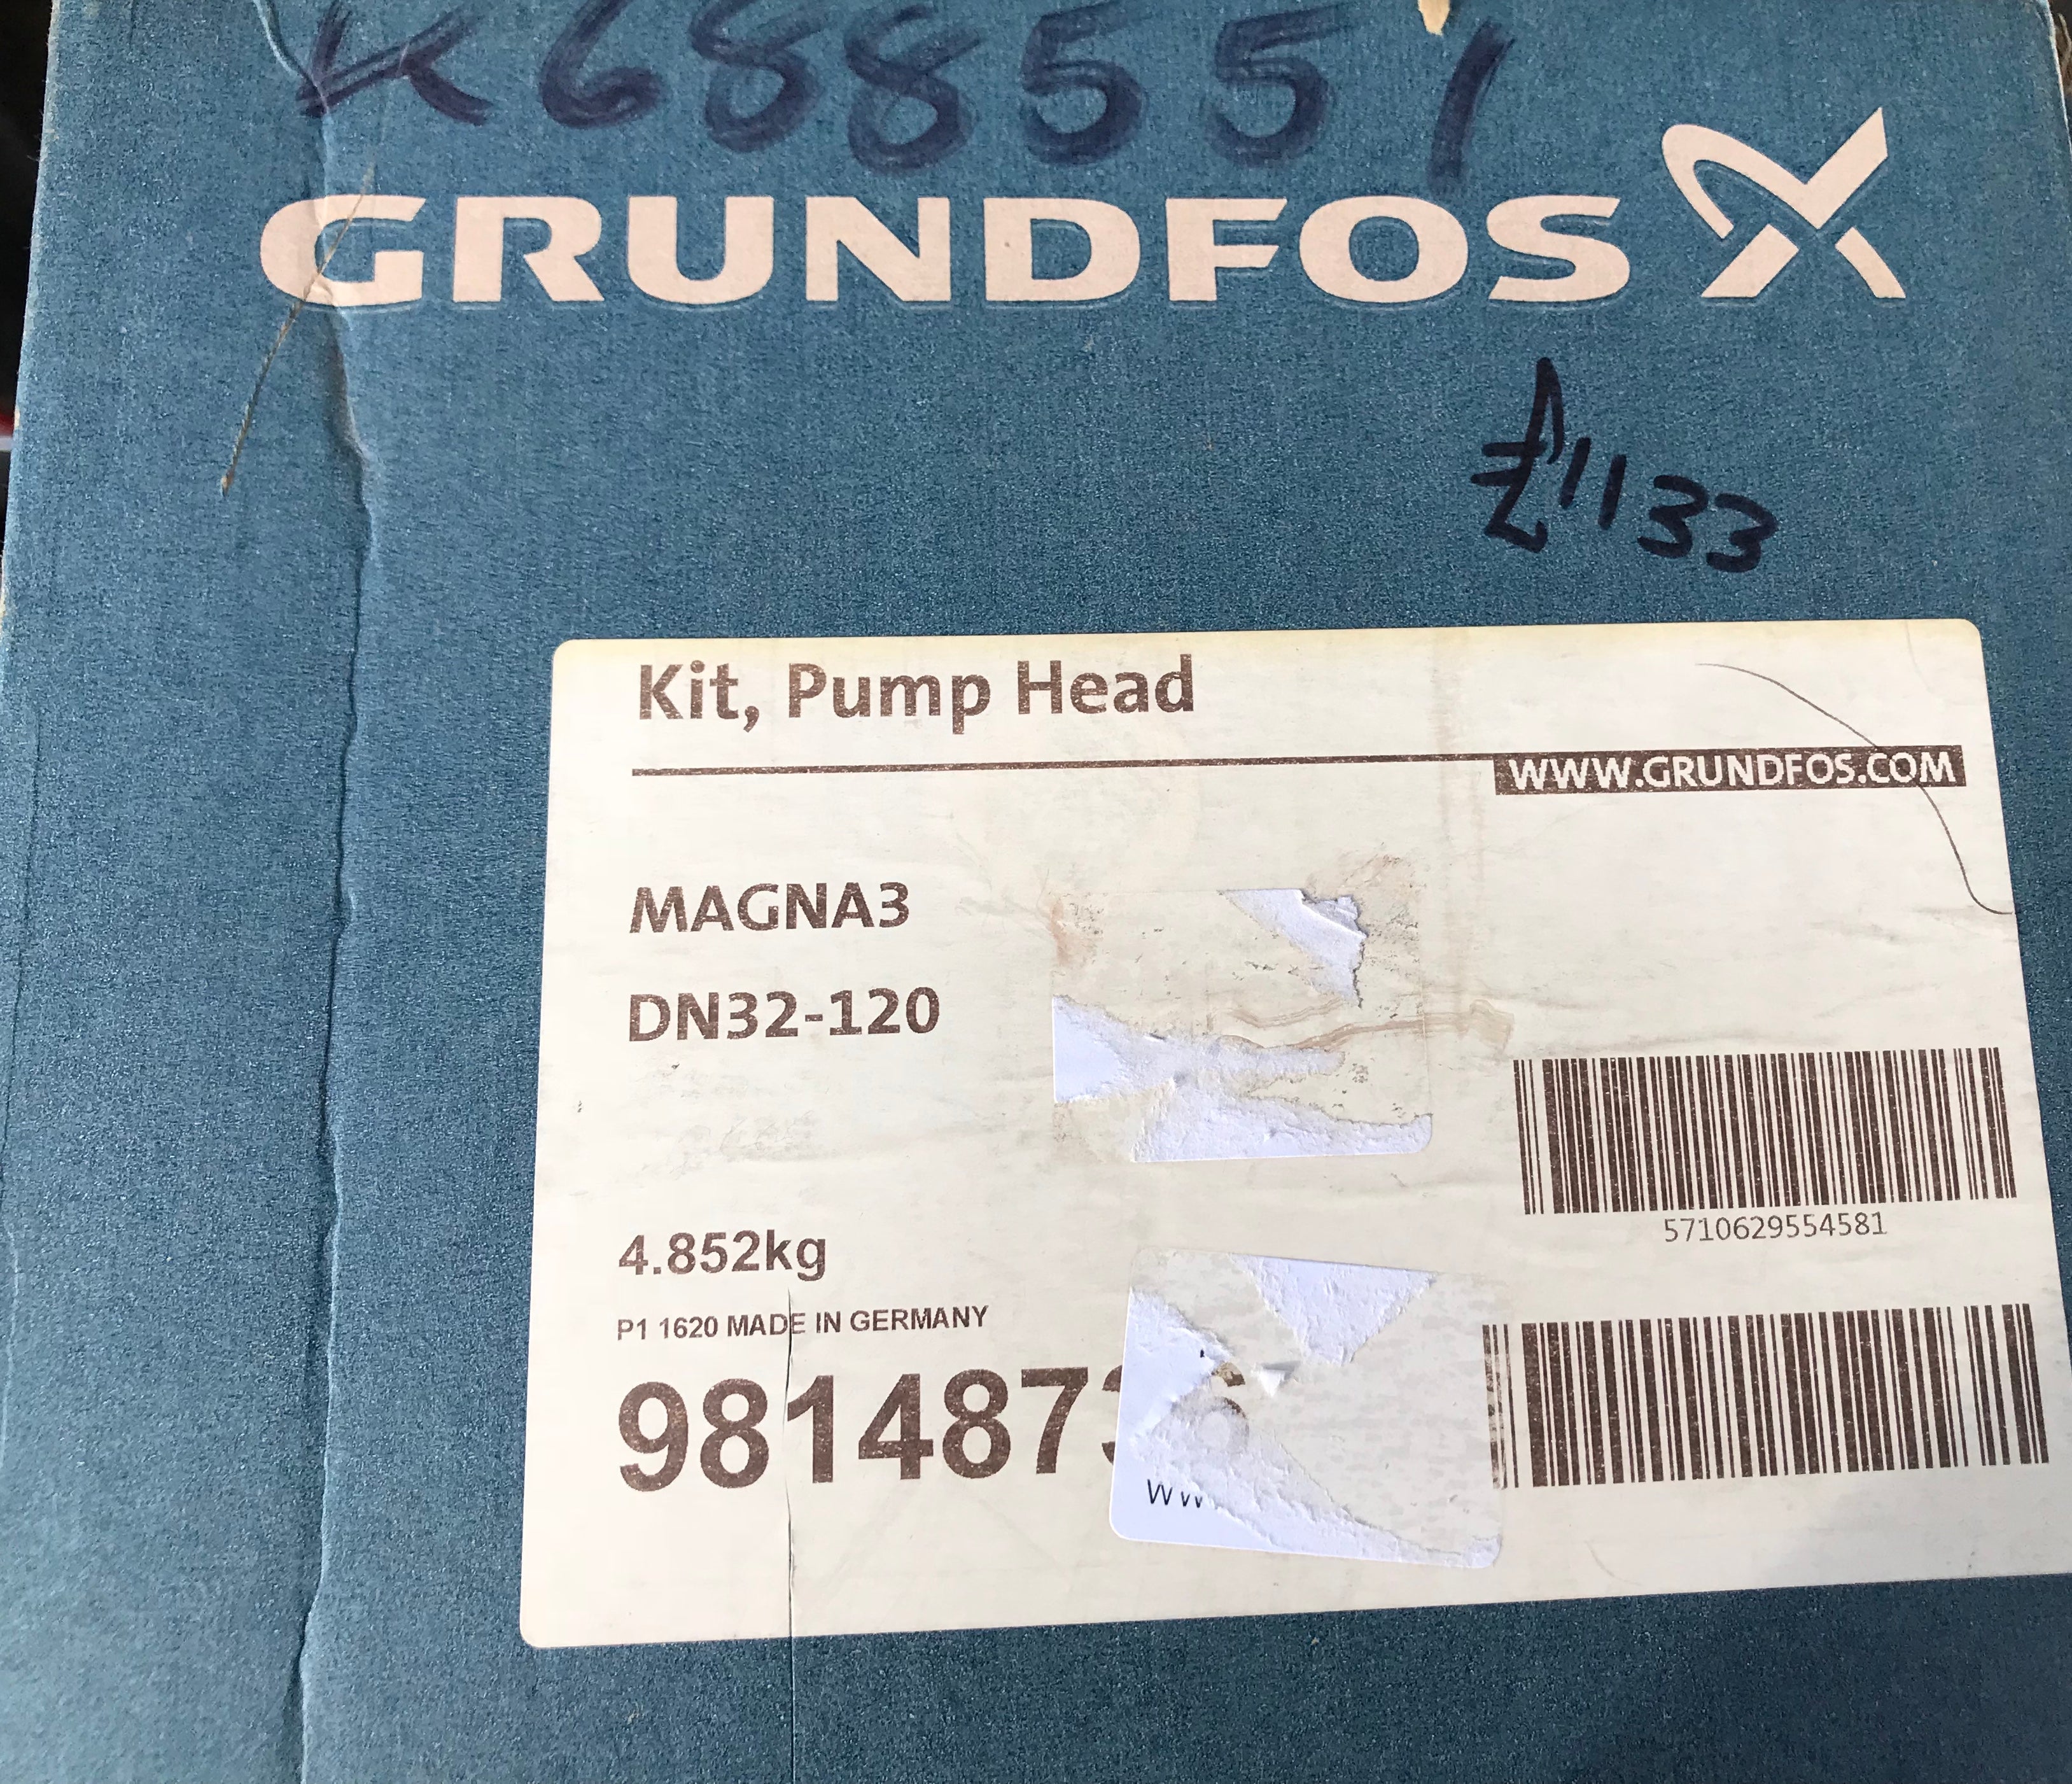 K688551
GRUNDFOS
£1133
Kit, Pump Head
WWW.GRUNDFOS.COM
MAGNA3
DN32-120
5710629554581
4.852kg
P1 1620 MADE IN GERMANY